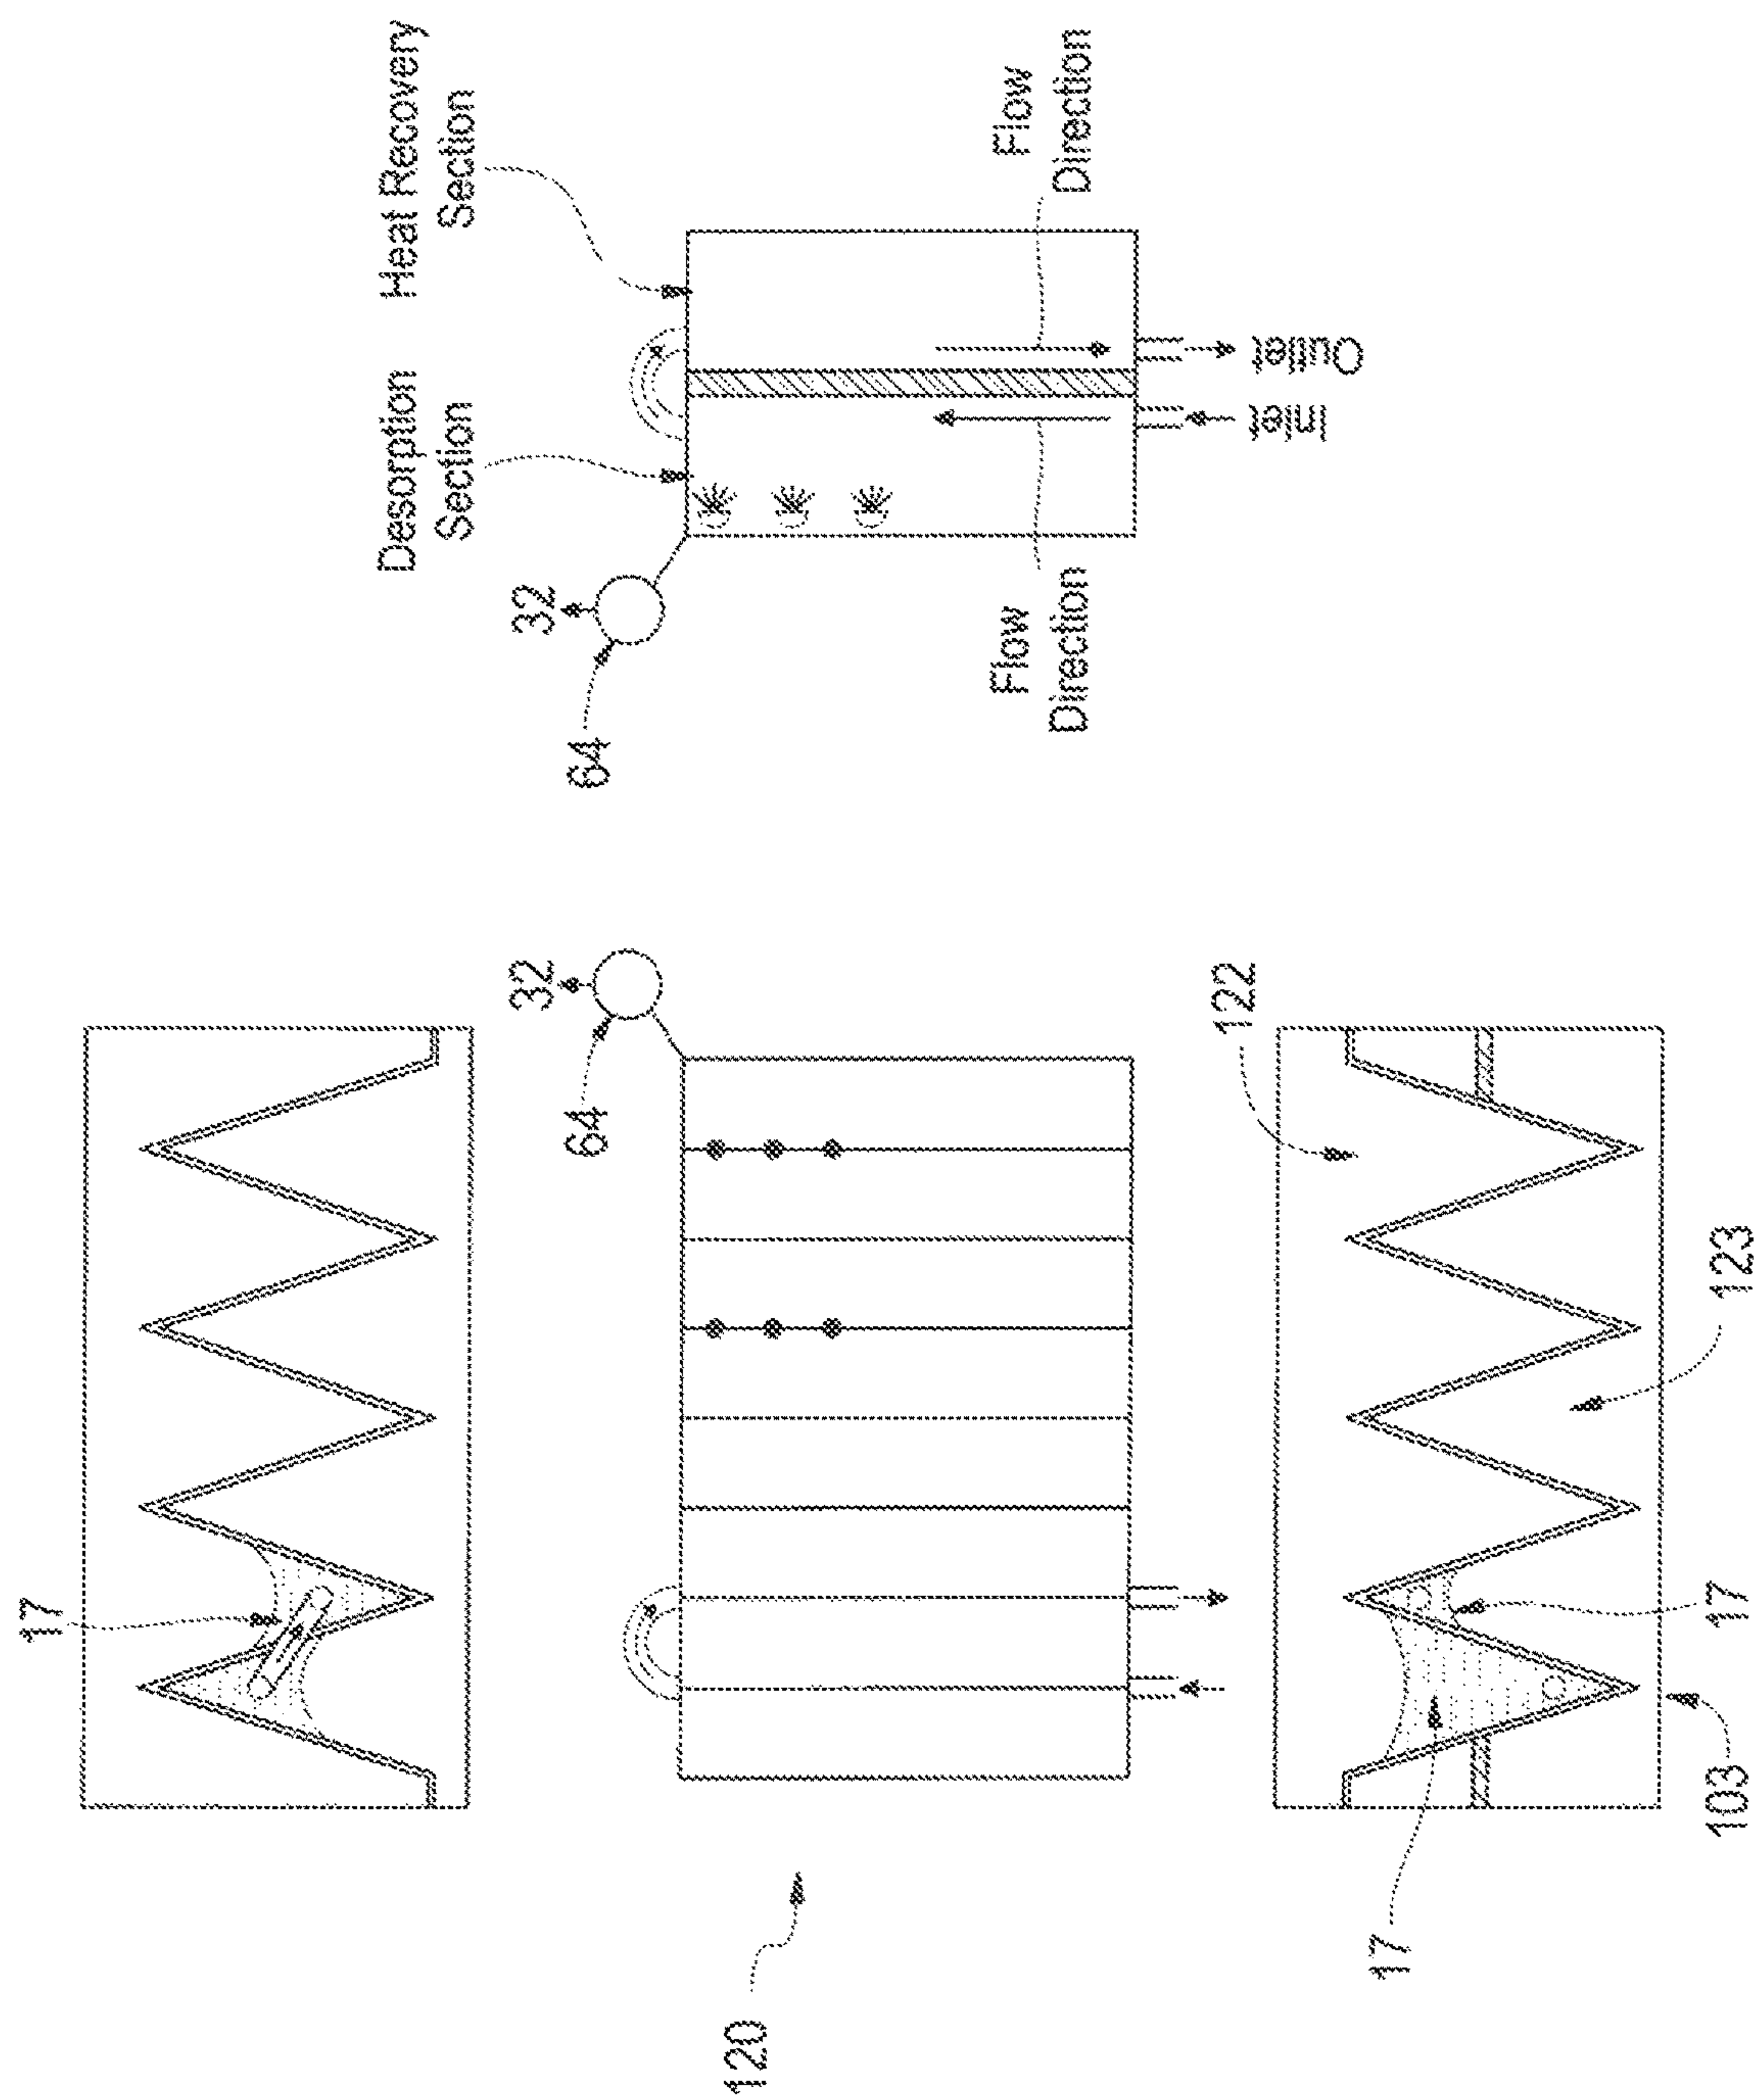 Heat Recovery
Section
Desorption
Section
Flow
Direction
Flow
Direction
Outlet
Inlet
32
64
32
64
17
122
123
17
17
103
120